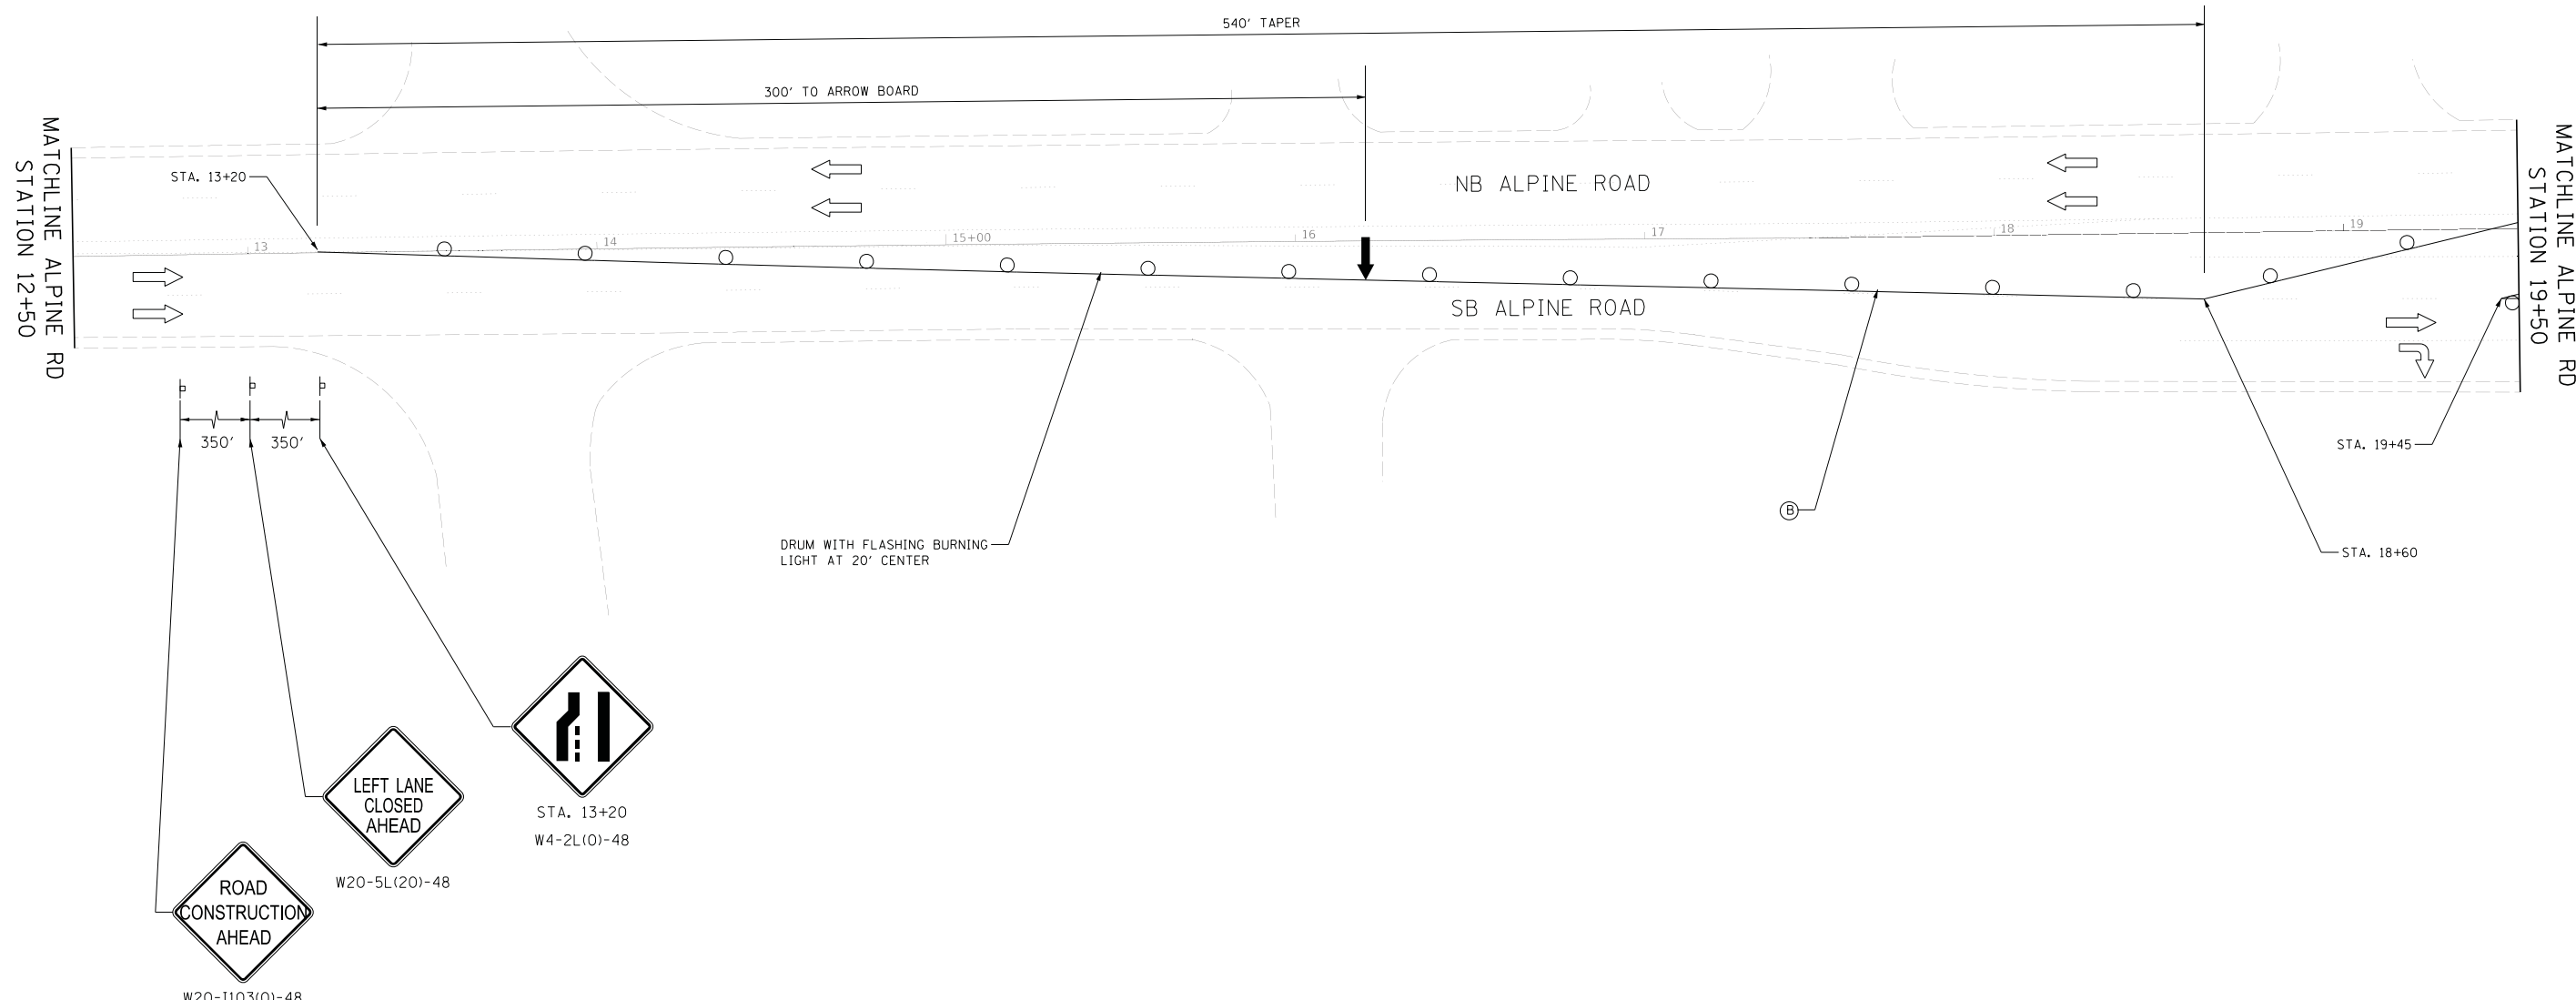 540' TAPER
300' TO ARROW BOARD
MATCHLINE ALPINE RD
STATION 12+50
STA. 13+20
NB ALPINE ROAD
13
14
15+00
16
17
18
19
SB ALPINE ROAD
MATCHLINE ALPINE RD
STATION 19+50
350'
350'
STA. 19+45
B
DRUM WITH FLASHING BURNING
LIGHT AT 20' CENTER
STA. 18+60
STA. 13+20
W4-2L(O)-48
LEFT LANE
CLOSED
AHEAD
W20-5L(20)-48
ROAD
CONSTRUCTION
AHEAD
W20-I103(O)-48